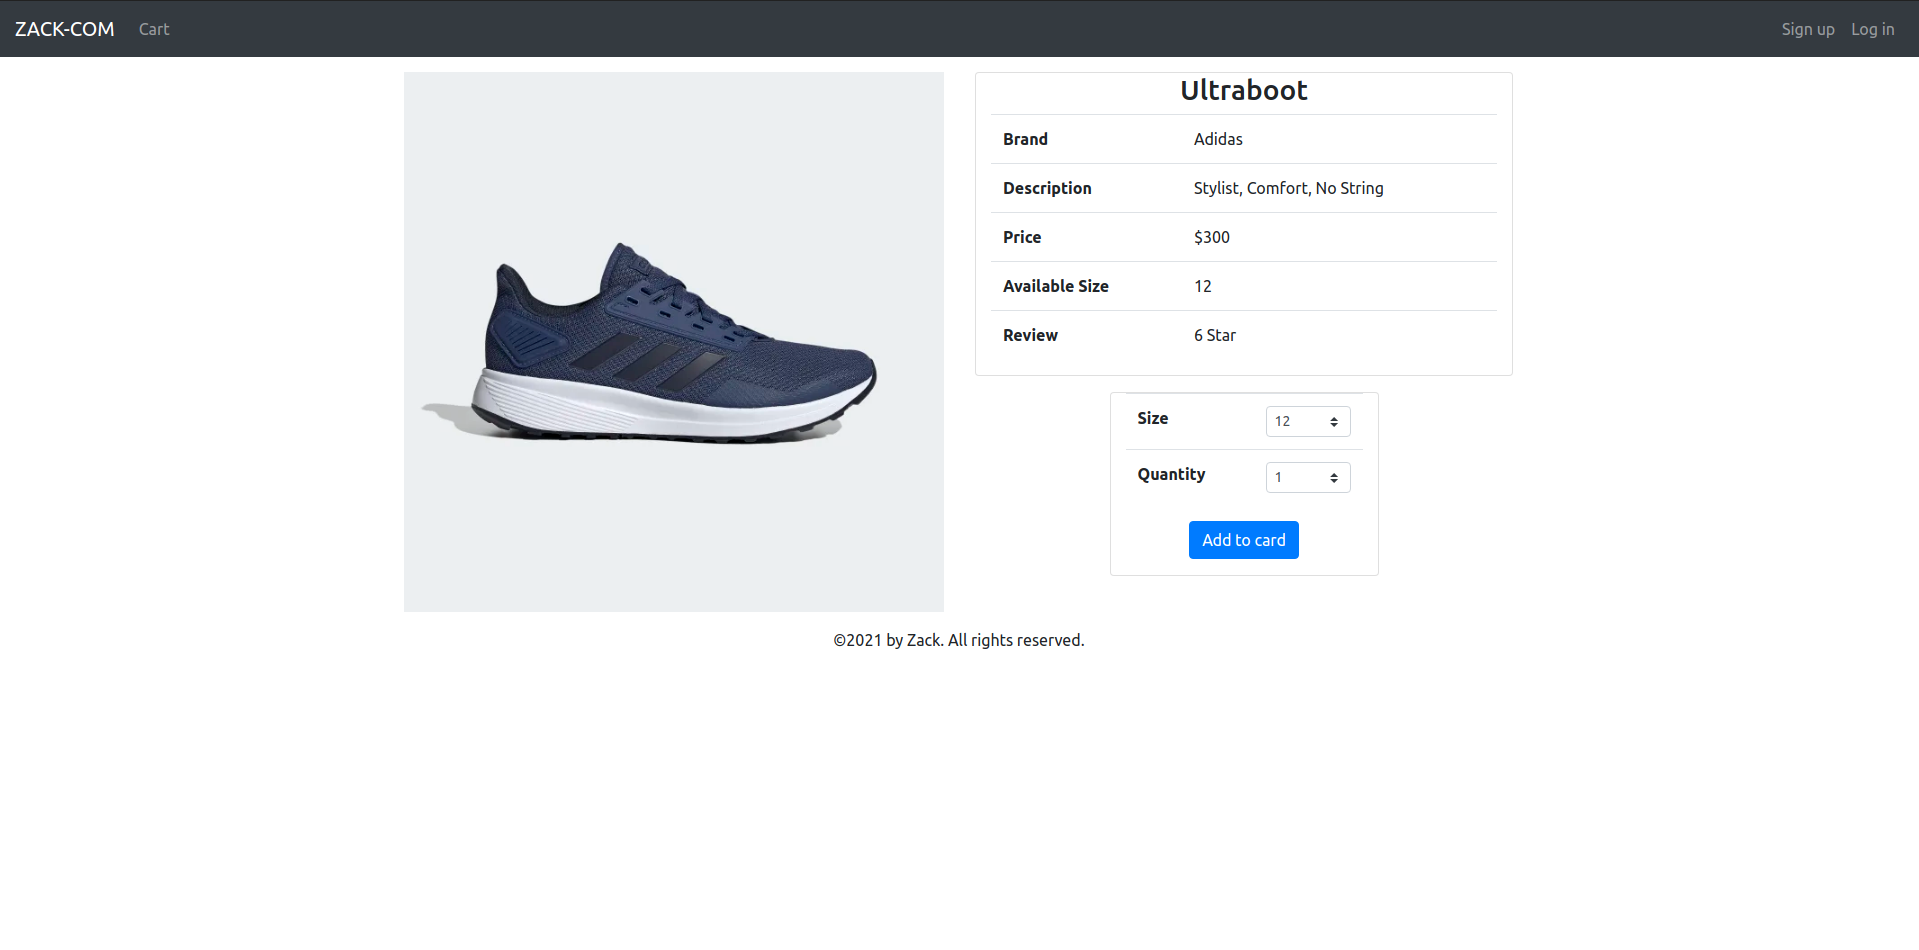 ZACK-COM Cart Sign up Log in
Ultraboot
Brand Adidas
Description Stylist, Comfort, No String
Price $300
Available Size 12
Review 6 Star
Size 12
Quantity 1
Add to card
©2021 by Zack. All rights reserved.